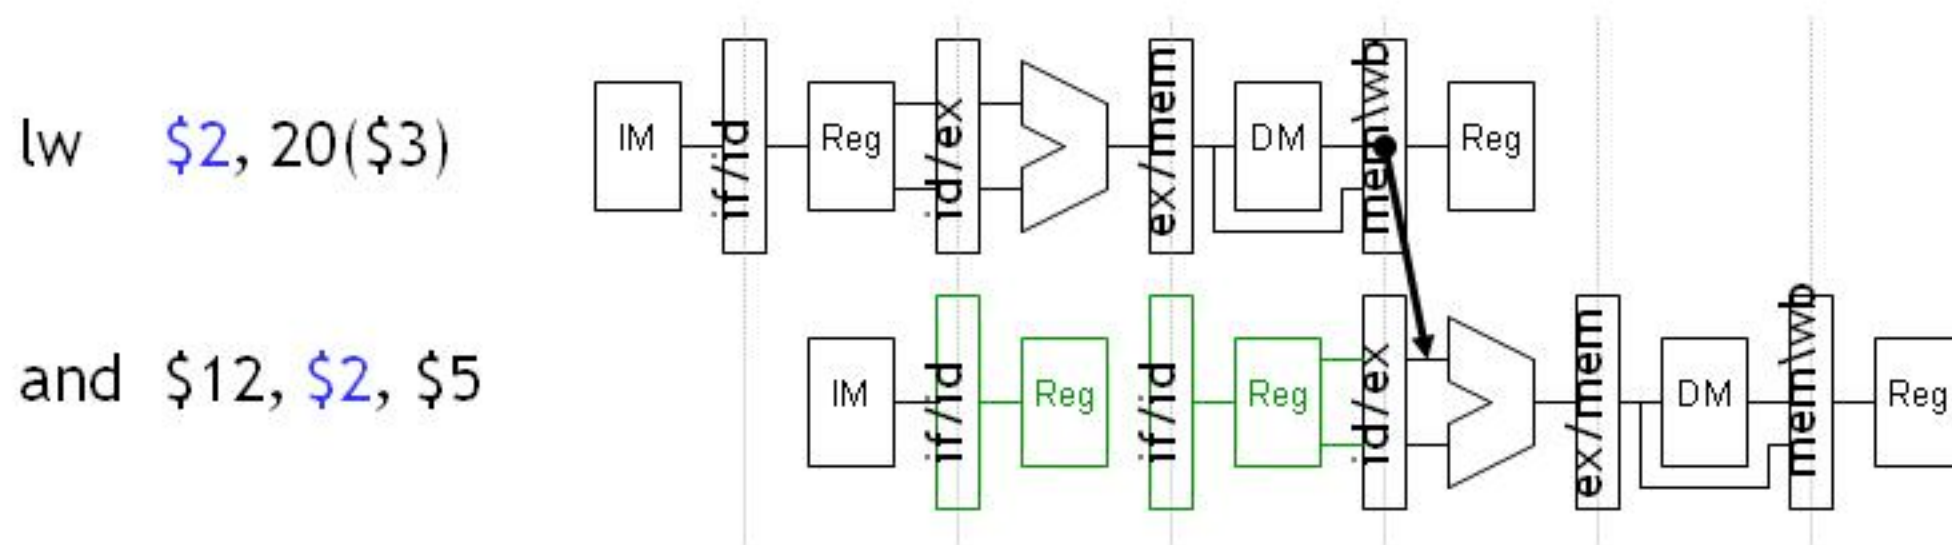 lw $2, 20($3)
IM if/id Reg id/ex ex/mem DM mem\wb Reg
and $12, $2, $5
IM if/id Reg if/id Reg id/ex ex/mem DM mem\wb Reg